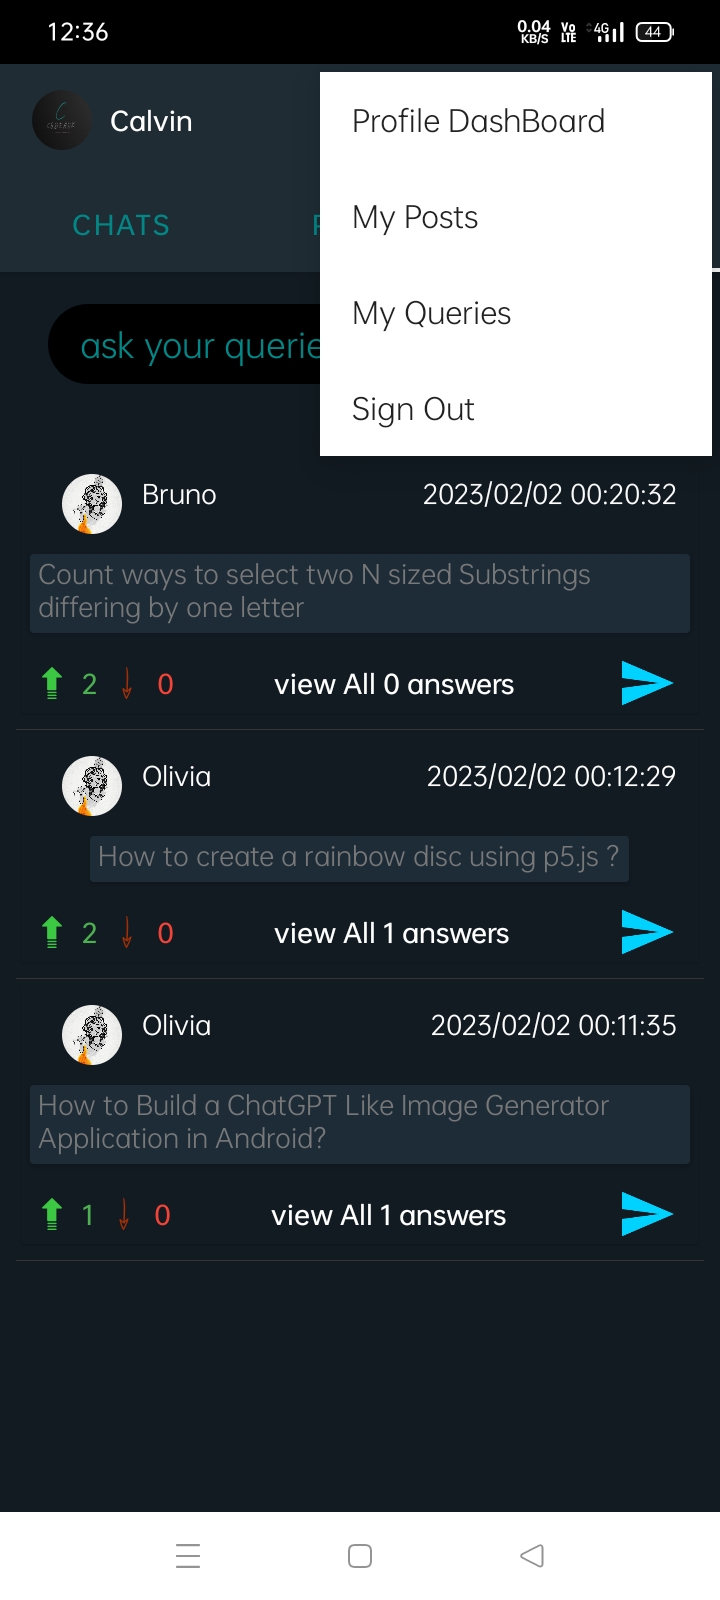 12:36
0.04 KB/S Vo LTE 4G 44
Calvin
Profile DashBoard
My Posts
CHATS
My Queries
ask your querie
Sign Out
Bruno 2023/02/02 00:20:32
Count ways to select two N sized Substrings
differing by one letter
2 0 view All 0 answers
Olivia 2023/02/02 00:12:29
How to create a rainbow disc using p5.js ?
2 0 view All 1 answers
Olivia 2023/02/02 00:11:35
How to Build a ChatGPT Like Image Generator
Application in Android?
1 0 view All 1 answers